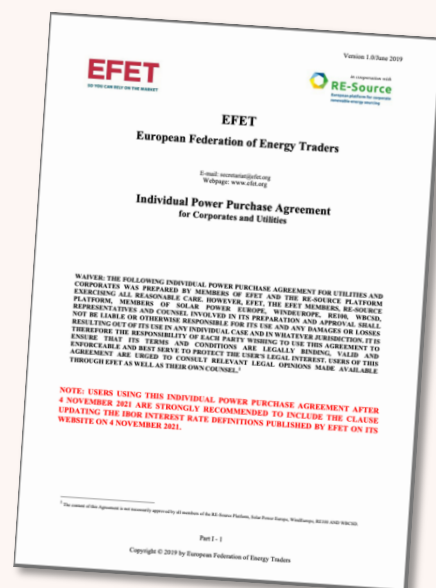 Version 1.0/June 2019
EFET
SO YOU CAN RELY ON THE MARKET
in cooperation with
RE-Source
European platform for corporate
renewable energy sourcing
EFET
European Federation of Energy Traders
E-mail: secretariat@efet.org
Webpage: www.efet.org
Individual Power Purchase Agreement
for Corporates and Utilities
WAIVER: THE FOLLOWING INDIVIDUAL POWER PURCHASE AGREEMENT FOR UTILITIES AND
CORPORATES WAS PREPARED BY MEMBERS OF EFET AND THE RE-SOURCE PLATFORM
EXERCISING ALL REASONABLE CARE. HOWEVER, EFET, THE EFET MEMBERS, RE-SOURCE
PLATFORM, MEMBERS OF SOLAR POWER EUROPE, WINDEUROPE, RE100, WBCSD,
REPRESENTATIVES AND COUNSEL INVOLVED IN ITS PREPARATION AND APPROVAL SHALL
NOT BE LIABLE OR OTHERWISE RESPONSIBLE FOR ITS USE AND ANY DAMAGES OR LOSSES
RESULTING OUT OF ITS USE IN ANY INDIVIDUAL CASE AND IN WHATEVER JURISDICTION. IT IS
THEREFORE THE RESPONSIBILITY OF EACH PARTY WISHING TO USE THIS AGREEMENT TO
ENSURE THAT ITS TERMS AND CONDITIONS ARE LEGALLY BINDING, VALID AND
ENFORCEABLE AND BEST SERVE TO PROTECT THE USER'S LEGAL INTEREST. USERS OF THIS
AGREEMENT ARE URGED TO CONSULT RELEVANT LEGAL OPINIONS MADE AVAILABLE
THROUGH EFET AS WELL AS THEIR OWN COUNSEL.¹
NOTE: USERS USING THIS INDIVIDUAL POWER PURCHASE AGREEMENT AFTER
4 NOVEMBER 2021 ARE STRONGLY RECOMMENDED TO INCLUDE THE CLAUSE
UPDATING THE IBOR INTEREST RATE DEFINITIONS PUBLISHED BY EFET ON ITS
WEBSITE ON 4 NOVEMBER 2021.
¹ The content of this Agreement is not necessarily approved by all members of the RE-Source Platform, Solar Power Europe, WindEurope, RE100 AND WBCSD.
Part I - 1
Copyright © 2019 by European Federation of Energy Traders